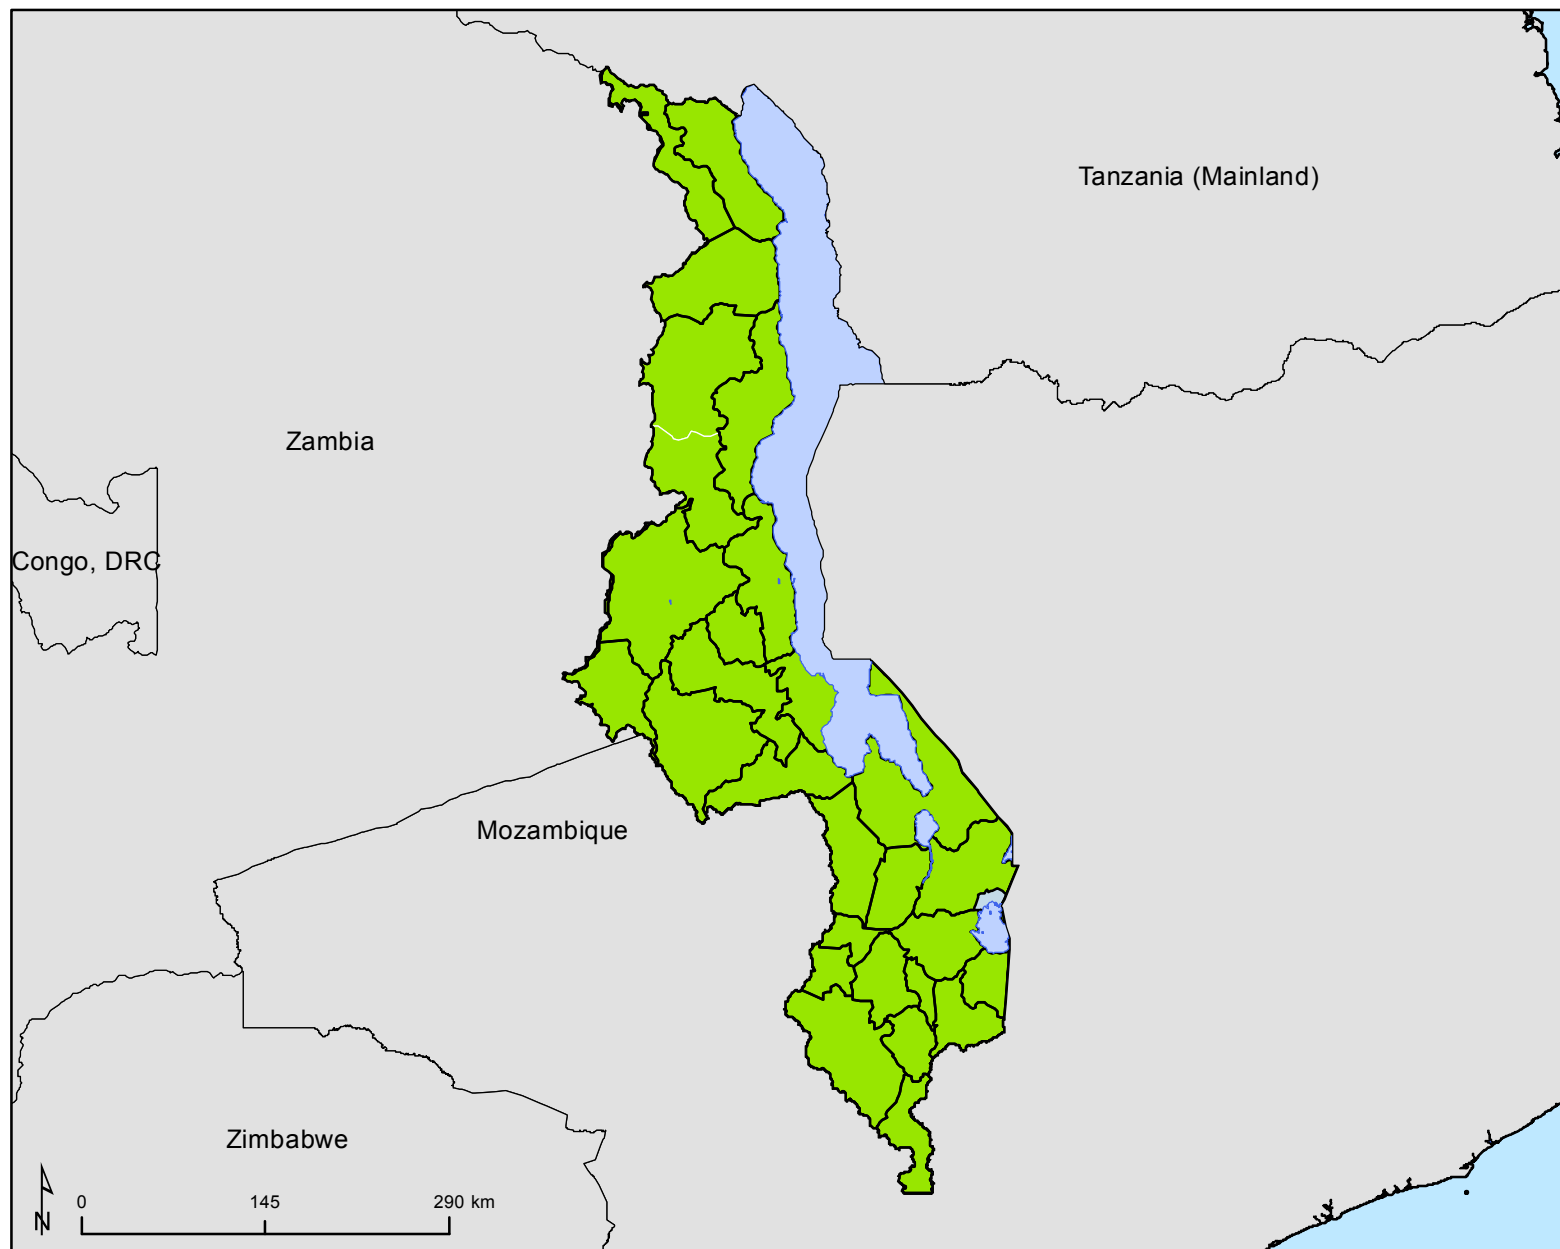 Tanzania (Mainland)
Zambia
Congo, DRC
Mozambique
Zimbabwe
N
0 145 290 km